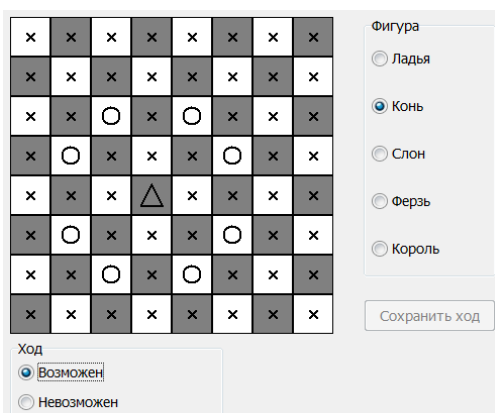 Фигура
Ладья
Конь
Слон
Ферзь
Король
Сохранить ход
Ход
Возможен
Невозможен